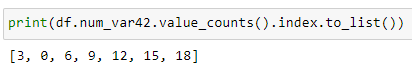 print(df.num_var42.value_counts().index.to_list())
[3, 0, 6, 9, 12, 15, 18]